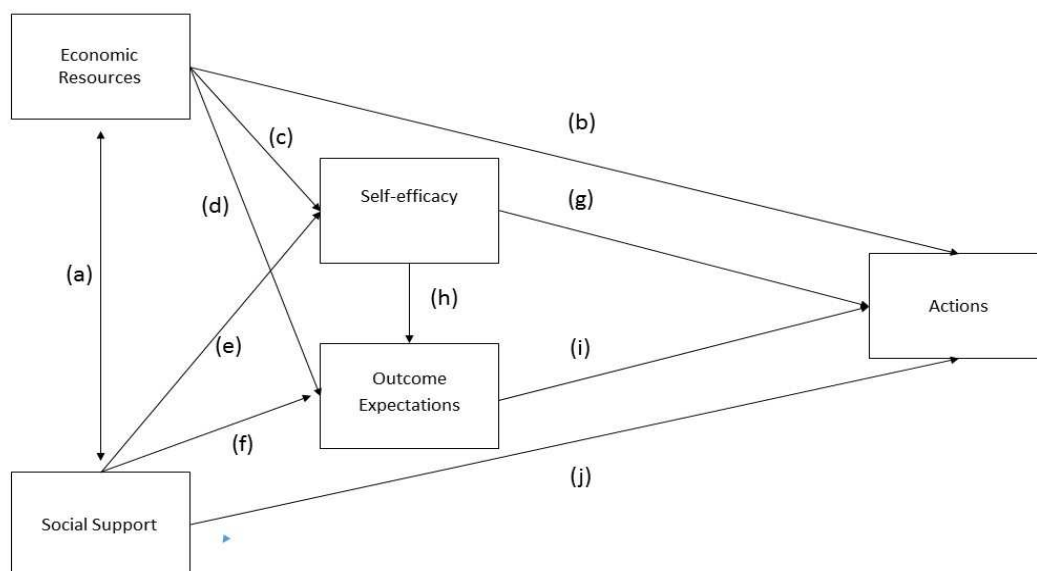 Economic
Resources
(b)
(c)
Self-efficacy
(d)
(g)
(a)
(h)
Actions
(e)
(i)
Outcome
Expectations
(f)
(j)
Social Support